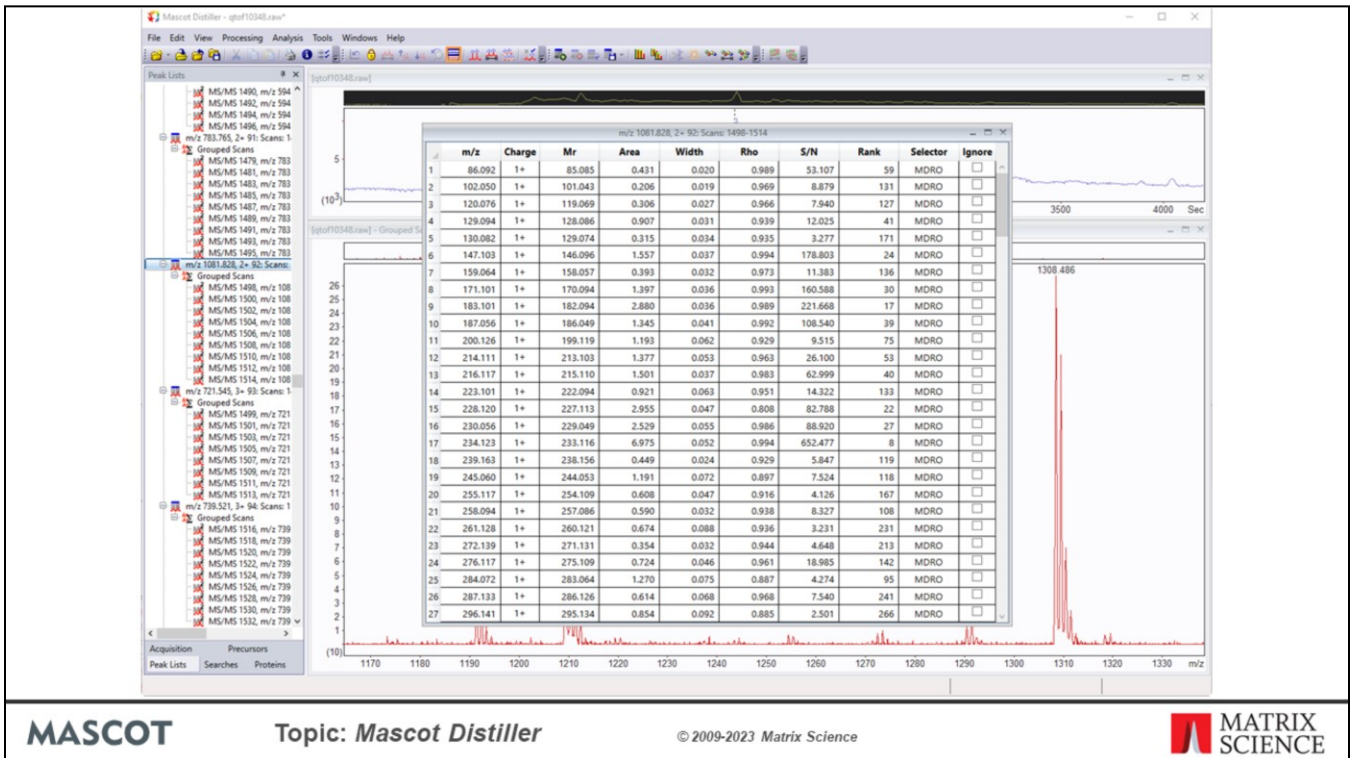 Mascot Distiller - qtof10348.raw*
File Edit View Processing Analysis Tools Windows Help
Peak Lists
MS/MS 1490, m/z 594
MS/MS 1492, m/z 594
MS/MS 1494, m/z 594
MS/MS 1496, m/z 594
m/z 783.765, 2+ 91: Scans: 1-
Grouped Scans
MS/MS 1479, m/z 783
MS/MS 1481, m/z 783
MS/MS 1483, m/z 783
MS/MS 1485, m/z 783
MS/MS 1487, m/z 783
MS/MS 1489, m/z 783
MS/MS 1491, m/z 783
MS/MS 1493, m/z 783
MS/MS 1495, m/z 783
m/z 1081.828, 2+ 92: Scans:
Grouped Scans
MS/MS 1498, m/z 108
MS/MS 1500, m/z 108
MS/MS 1502, m/z 108
MS/MS 1504, m/z 108
MS/MS 1506, m/z 108
MS/MS 1508, m/z 108
MS/MS 1510, m/z 108
MS/MS 1512, m/z 108
MS/MS 1514, m/z 108
m/z 721.545, 3+ 93: Scans: 1-
Grouped Scans
MS/MS 1499, m/z 721
MS/MS 1501, m/z 721
MS/MS 1503, m/z 721
MS/MS 1505, m/z 721
MS/MS 1507, m/z 721
MS/MS 1509, m/z 721
MS/MS 1511, m/z 721
MS/MS 1513, m/z 721
m/z 739.521, 3+ 94: Scans: 1
Grouped Scans
MS/MS 1516, m/z 739
MS/MS 1518, m/z 739
MS/MS 1520, m/z 739
MS/MS 1522, m/z 739
MS/MS 1524, m/z 739
MS/MS 1526, m/z 739
MS/MS 1528, m/z 739
MS/MS 1530, m/z 739
MS/MS 1532, m/z 739
Acquisition Precursors
Peak Lists Searches Proteins
[qtof10348.raw]
5
(10³)
3500 4000 Sec
[qtof10348.raw] - Grouped Sc
m/z 1081.828, 2+ 92: Scans: 1498-1514
m/z Charge Mr Area Width Rho S/N Rank Selector Ignore
1 86.092 1+ 85.085 0.431 0.020 0.989 53.107 59 MDRO
2 102.050 1+ 101.043 0.206 0.019 0.969 8.879 131 MDRO
3 120.076 1+ 119.069 0.306 0.027 0.966 7.940 127 MDRO
4 129.094 1+ 128.086 0.907 0.031 0.939 12.025 41 MDRO
5 130.082 1+ 129.074 0.315 0.034 0.935 3.277 171 MDRO
6 147.103 1+ 146.096 1.557 0.037 0.994 178.803 24 MDRO
7 159.064 1+ 158.057 0.393 0.032 0.973 11.383 136 MDRO
8 171.101 1+ 170.094 1.397 0.036 0.993 160.588 30 MDRO
9 183.101 1+ 182.094 2.880 0.036 0.989 221.668 17 MDRO
10 187.056 1+ 186.049 1.345 0.041 0.992 108.540 39 MDRO
11 200.126 1+ 199.119 1.193 0.062 0.929 9.515 75 MDRO
12 214.111 1+ 213.103 1.377 0.053 0.963 26.100 53 MDRO
13 216.117 1+ 215.110 1.501 0.037 0.983 62.999 40 MDRO
14 223.101 1+ 222.094 0.921 0.063 0.951 14.322 133 MDRO
15 228.120 1+ 227.113 2.955 0.047 0.808 82.788 22 MDRO
16 230.056 1+ 229.049 2.529 0.055 0.986 88.920 27 MDRO
17 234.123 1+ 233.116 6.975 0.052 0.994 652.477 8 MDRO
18 239.163 1+ 238.156 0.449 0.024 0.929 5.847 119 MDRO
19 245.060 1+ 244.053 1.191 0.072 0.897 7.524 118 MDRO
20 255.117 1+ 254.109 0.608 0.047 0.916 4.126 167 MDRO
21 258.094 1+ 257.086 0.590 0.032 0.938 8.327 108 MDRO
22 261.128 1+ 260.121 0.674 0.088 0.936 3.231 231 MDRO
23 272.139 1+ 271.131 0.354 0.032 0.944 4.648 213 MDRO
24 276.117 1+ 275.109 0.724 0.046 0.961 18.985 142 MDRO
25 284.072 1+ 283.064 1.270 0.075 0.887 4.274 95 MDRO
26 287.133 1+ 286.126 0.614 0.068 0.968 7.540 241 MDRO
27 296.141 1+ 295.134 0.854 0.092 0.885 2.501 266 MDRO
1308.486
26
25
24
23
22
21
20
19
18
17
16
15
14
13
12
11
10
9
8
7
6
5
4
3
2
1
(10)
1170 1180 1190 1200 1210 1220 1230 1240 1250 1260 1270 1280 1290 1300 1310 1320 1330 m/z
MASCOT
Topic: Mascot Distiller
© 2009-2023 Matrix Science
MATRIX
SCIENCE